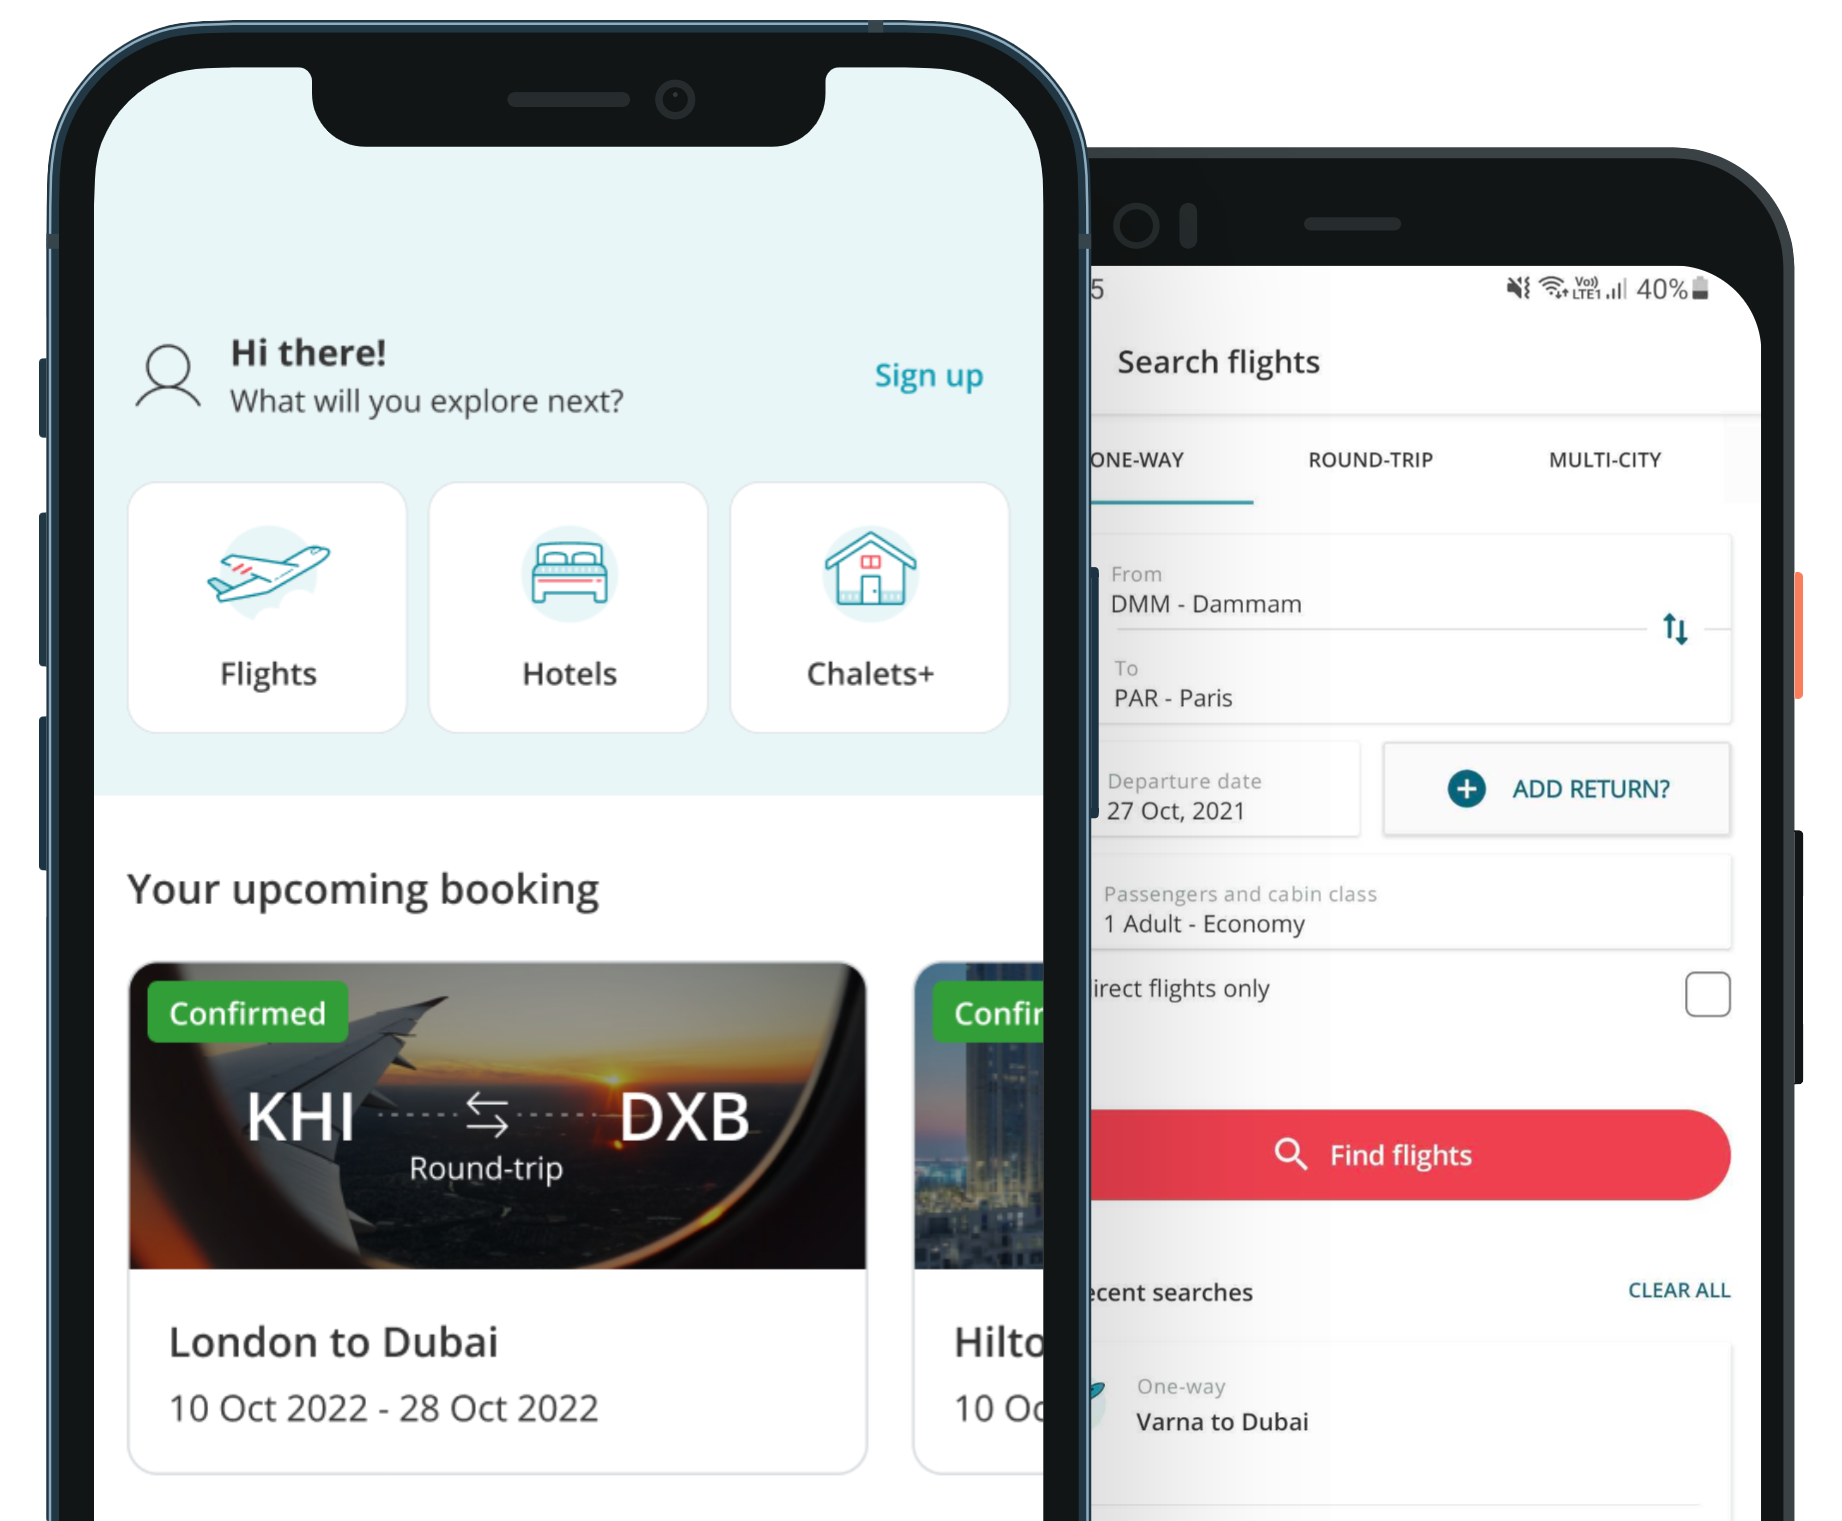 Hi there!
What will you explore next?
Sign up
Flights
Hotels
Chalets+
Your upcoming booking
Confirmed
KHI
DXB
Round-trip
London to Dubai
10 Oct 2022 - 28 Oct 2022
Confir
Hilto
10 Oc
5
Vo))
LTE1
40%
Search flights
ONE-WAY
ROUND-TRIP
MULTI-CITY
From
DMM - Dammam
To
PAR - Paris
Departure date
27 Oct, 2021
ADD RETURN?
Passengers and cabin class
1 Adult - Economy
irect flights only
Find flights
ecent searches
CLEAR ALL
One-way
Varna to Dubai